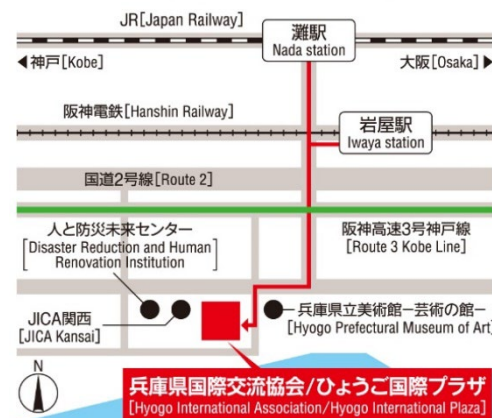 JR[Japan Railway]
灘駅
Nada station
◀神戸[Kobe]
大阪[Osaka]▶
阪神電鉄[Hanshin Railway]
岩屋駅
Iwaya station
国道2号線[Route 2]
阪神高速3号神戸線
[Route 3 Kobe Line]
人と防災未来センター
[Disaster Reduction and Human
Renovation Institution]
JICA関西
[JICA Kansai]
兵庫県立美術館―芸術の館―
[Hyogo Prefectural Museum of Art]
N
兵庫県国際交流協会/ひょうご国際プラザ
[Hyogo International Association/Hyogo International Plaza]